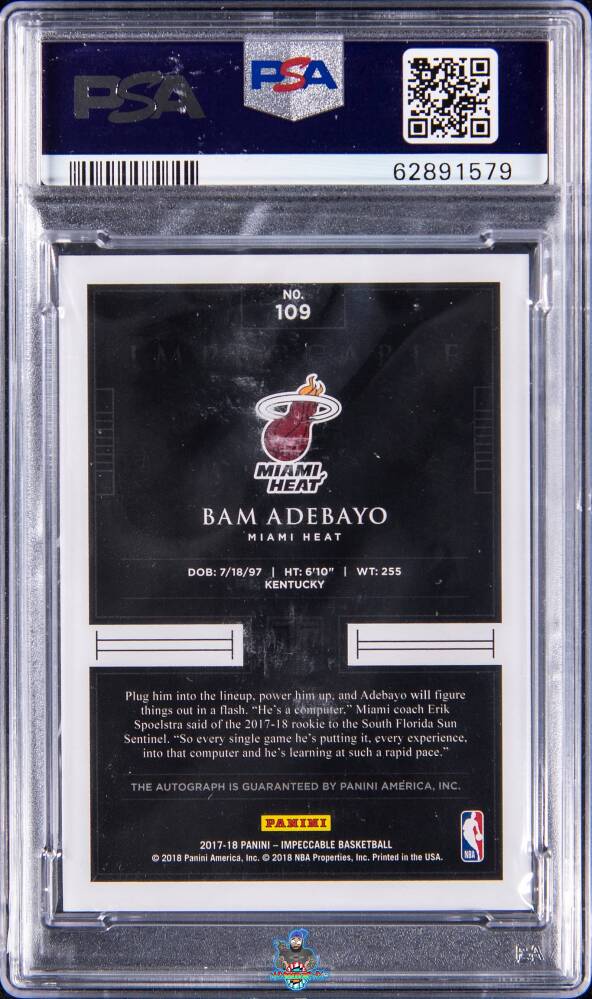 PSA
PSA
62891579
NO.
109
IMPECCABLE
MIAMI
HEAT
BAM ADEBAYO
MIAMI HEAT
DOB: 7/18/97 | HT: 6'10" | WT: 255
KENTUCKY
Plug him into the lineup, power him up, and Adebayo will figure
things out in a flash. “He's a computer,” Miami coach Erik
Spoelstra said of the 2017-18 rookie to the South Florida Sun
Sentinel. “So every single game he's putting it, every experience,
into that computer and he's learning at such a rapid pace.”
THE AUTOGRAPH IS GUARANTEED BY PANINI AMERICA, INC.
PANINI
2017-18 PANINI – IMPECCABLE BASKETBALL
© 2018 Panini America, Inc. © 2018 NBA Properties, Inc. Printed in the USA.
NBA
PSA